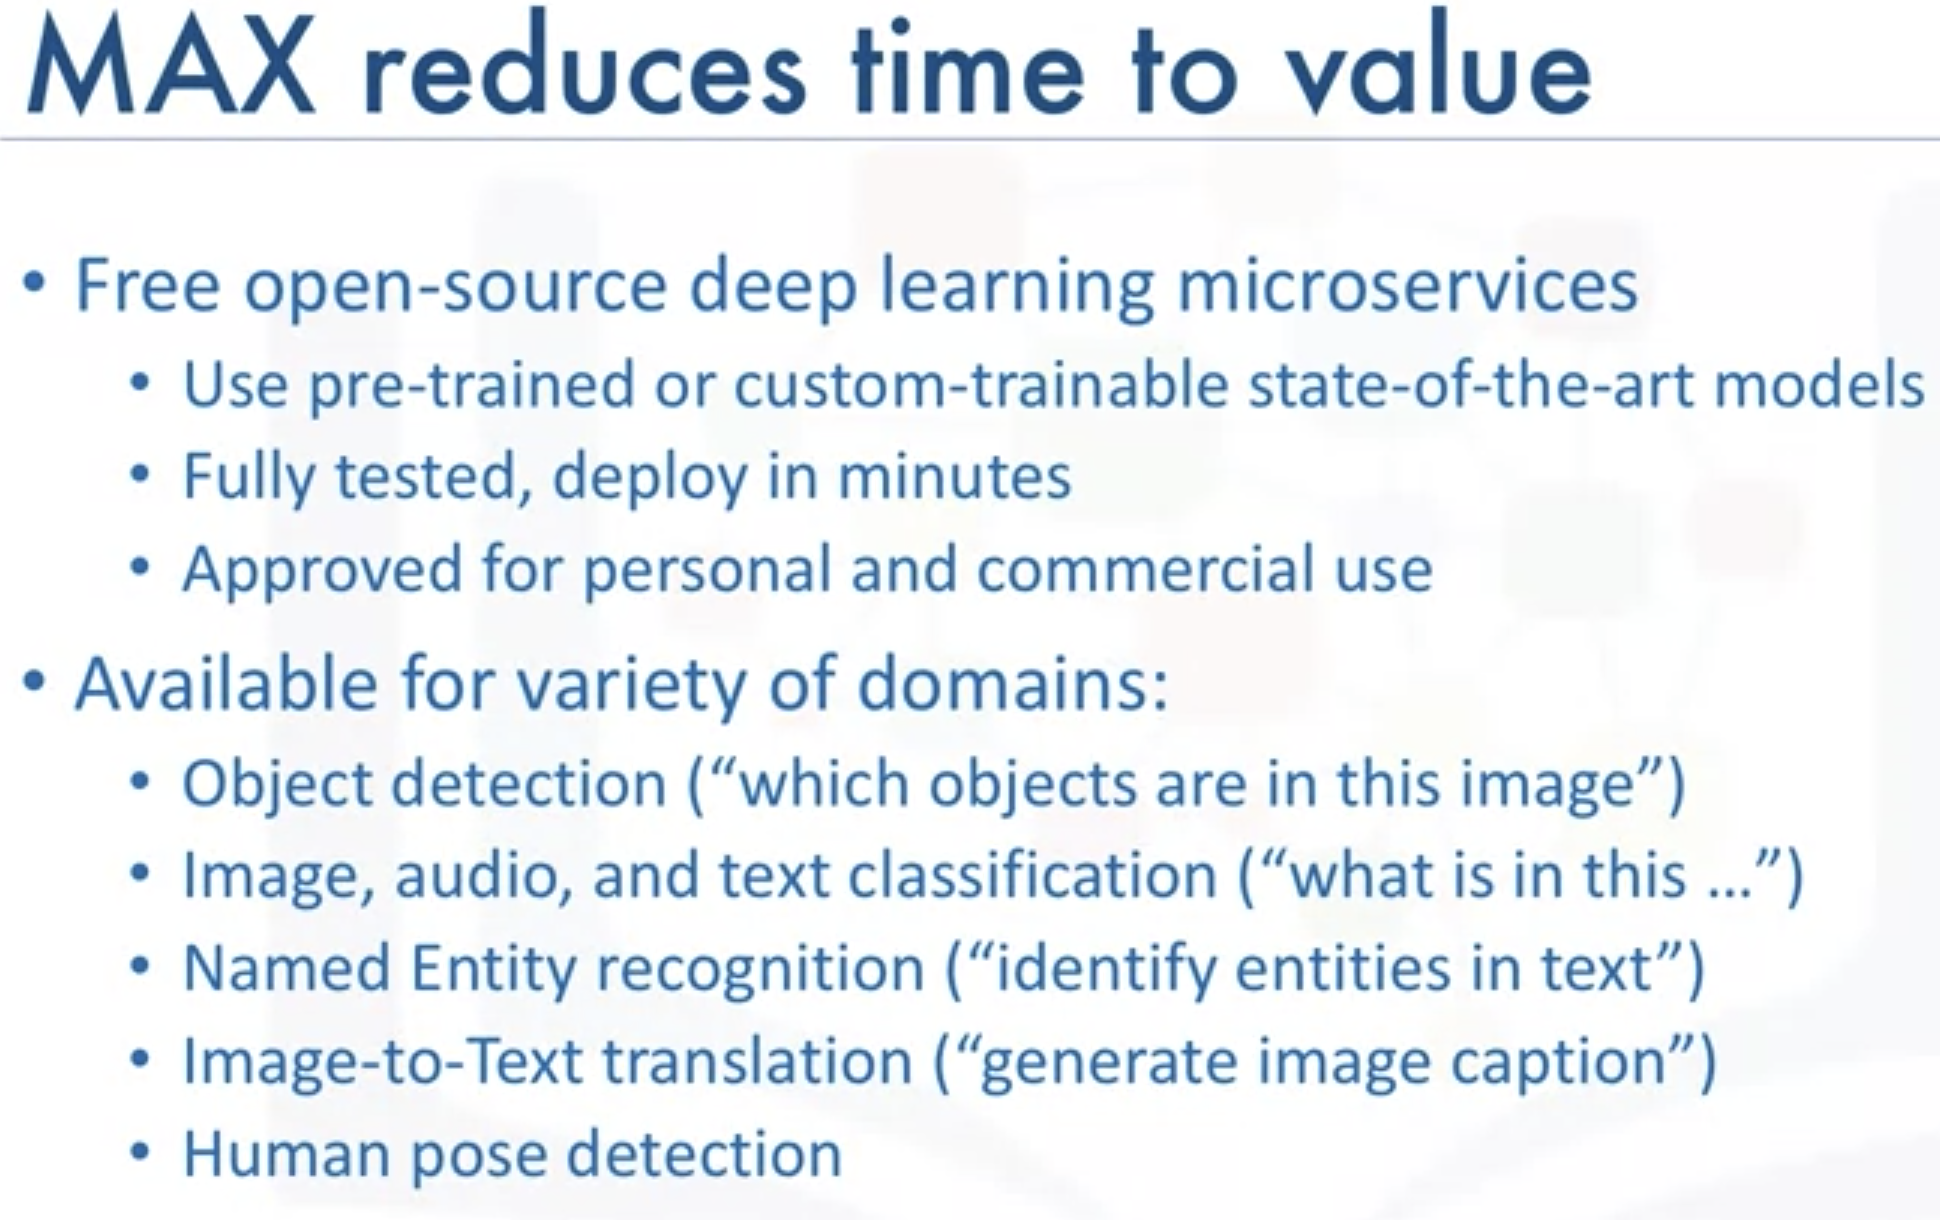 MAX reduces time to value
• Free open-source deep learning microservices
• Use pre-trained or custom-trainable state-of-the-art models
• Fully tested, deploy in minutes
• Approved for personal and commercial use
• Available for variety of domains:
• Object detection (“which objects are in this image”)
• Image, audio, and text classification (“what is in this …”)
• Named Entity recognition (“identify entities in text”)
• Image-to-Text translation (“generate image caption”)
• Human pose detection